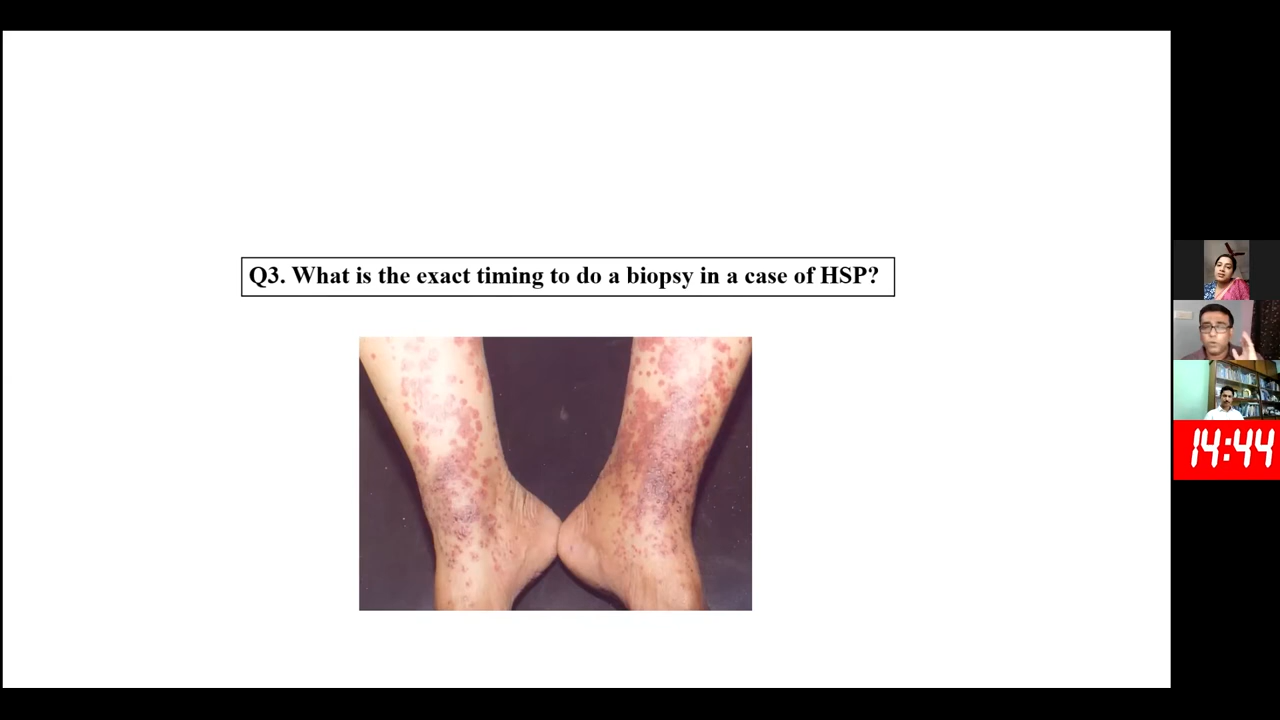 Q3. What is the exact timing to do a biopsy in a case of HSP?
14:44